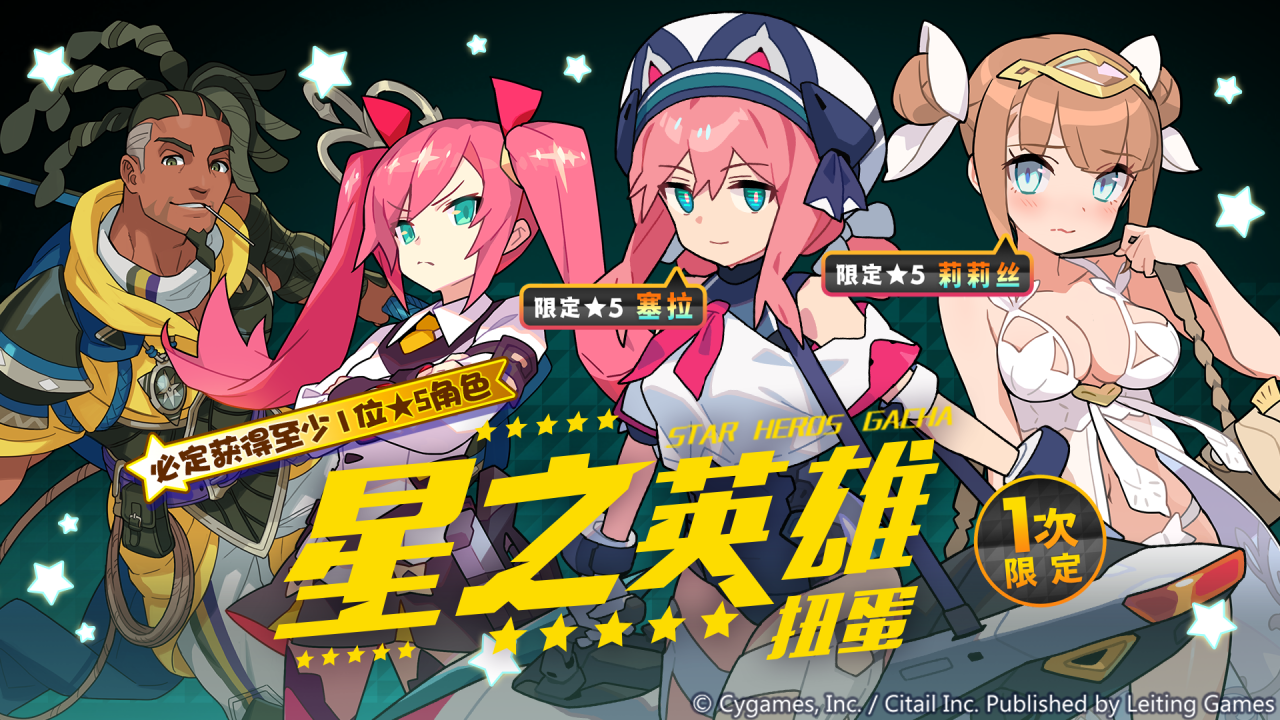 限定★5 莉莉丝
限定★5 塞拉
必定获得至少1位★5角色
STAR HEROS GACHA
星之英雄
扭蛋
1次
限定
© Cygames, Inc. / Citail Inc. Published by Leiting Games